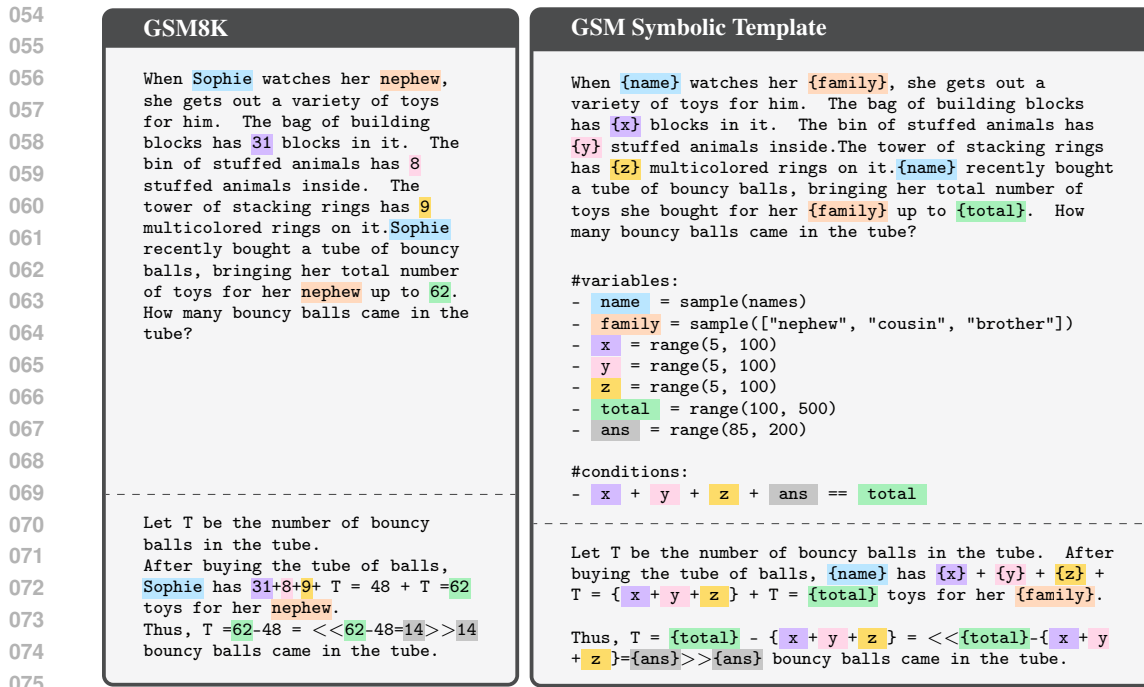 054
055
056
057
058
059
060
061
062
063
064
065
066
067
068
069
070
071
072
073
074
075
GSM8K
When Sophie watches her nephew,
she gets out a variety of toys
for him. The bag of building
blocks has 31 blocks in it. The
bin of stuffed animals has 8
stuffed animals inside. The
tower of stacking rings has 9
multicolored rings on it.Sophie
recently bought a tube of bouncy
balls, bringing her total number
of toys for her nephew up to 62.
How many bouncy balls came in the
tube?
Let T be the number of bouncy
balls in the tube.
After buying the tube of balls,
Sophie has 31+8+9+ T = 48 + T =62
toys for her nephew.
Thus, T =62-48 = <<62-48=14>>14
bouncy balls came in the tube.
GSM Symbolic Template
When {name} watches her {family}, she gets out a
variety of toys for him. The bag of building blocks
has {x} blocks in it. The bin of stuffed animals has
{y} stuffed animals inside.The tower of stacking rings
has {z} multicolored rings on it.{name} recently bought
a tube of bouncy balls, bringing her total number of
toys she bought for her {family} up to {total}. How
many bouncy balls came in the tube?
#variables:
- name = sample(names)
- family = sample(["nephew", "cousin", "brother"])
- x = range(5, 100)
- y = range(5, 100)
- z = range(5, 100)
- total = range(100, 500)
- ans = range(85, 200)
#conditions:
- x + y + z + ans == total
Let T be the number of bouncy balls in the tube. After
buying the tube of balls, {name} has {x} + {y} + {z} +
T = { x + y + z } + T = {total} toys for her {family}.
Thus, T = {total} - { x + y + z } = <<{total}-{ x + y
+ z }={ans}>>{ans} bouncy balls came in the tube.